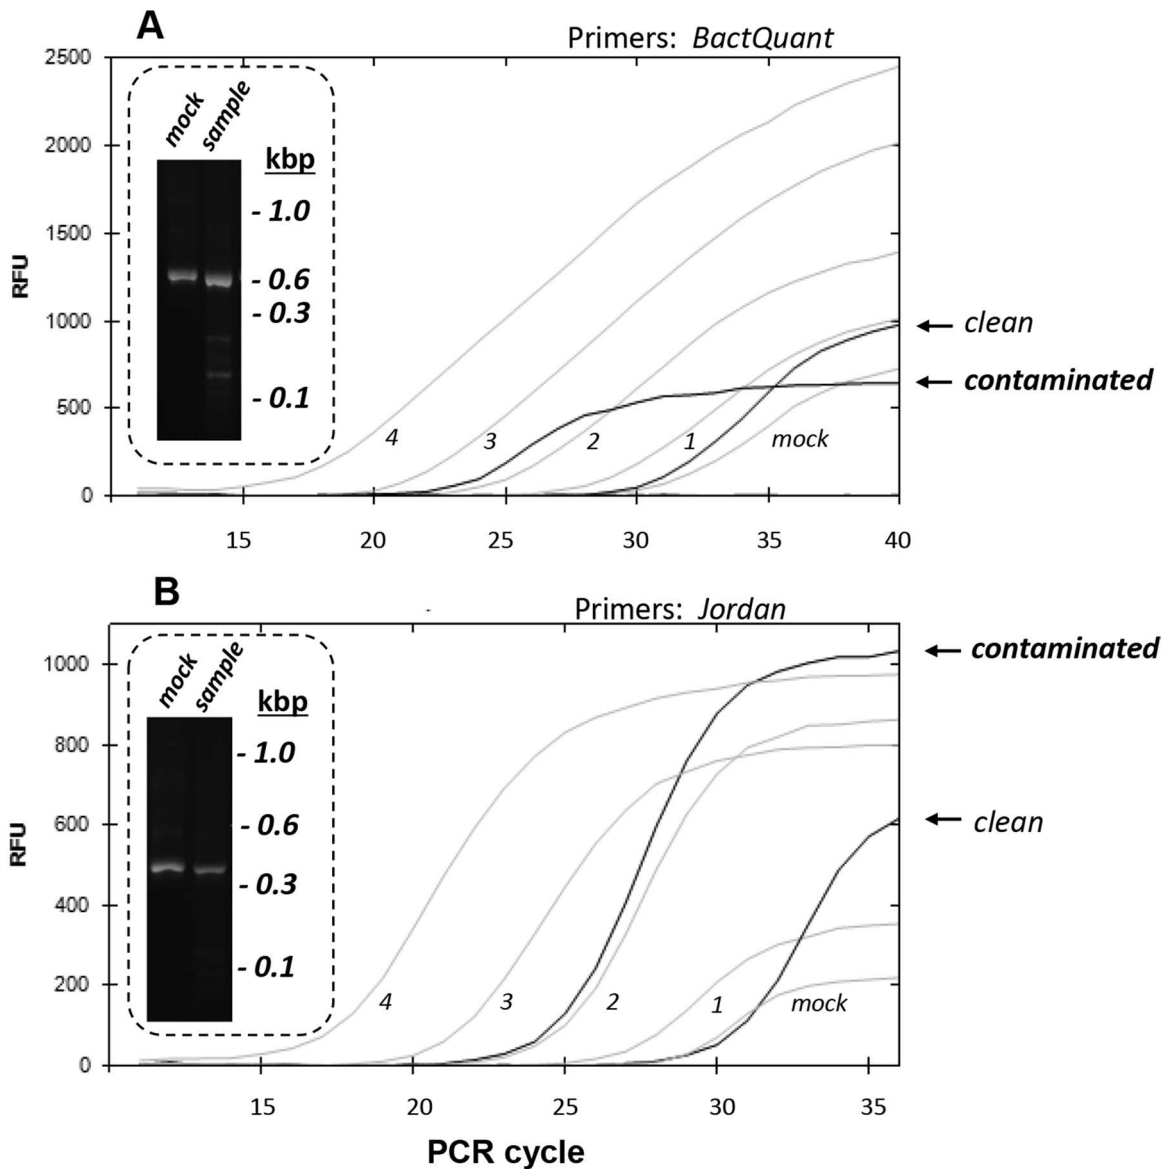 A
Primers: BactQuant
2500
2000
1500
1000
500
0
RFU
mock
sample
kbp
- 1.0
- 0.6
- 0.3
- 0.1
4
3
2
1
mock
clean
contaminated
15
20
25
30
35
40
B
Primers: Jordan
1000
800
600
400
200
0
RFU
mock
sample
kbp
- 1.0
- 0.6
- 0.3
- 0.1
4
3
2
1
mock
contaminated
clean
15
20
25
30
35
PCR cycle